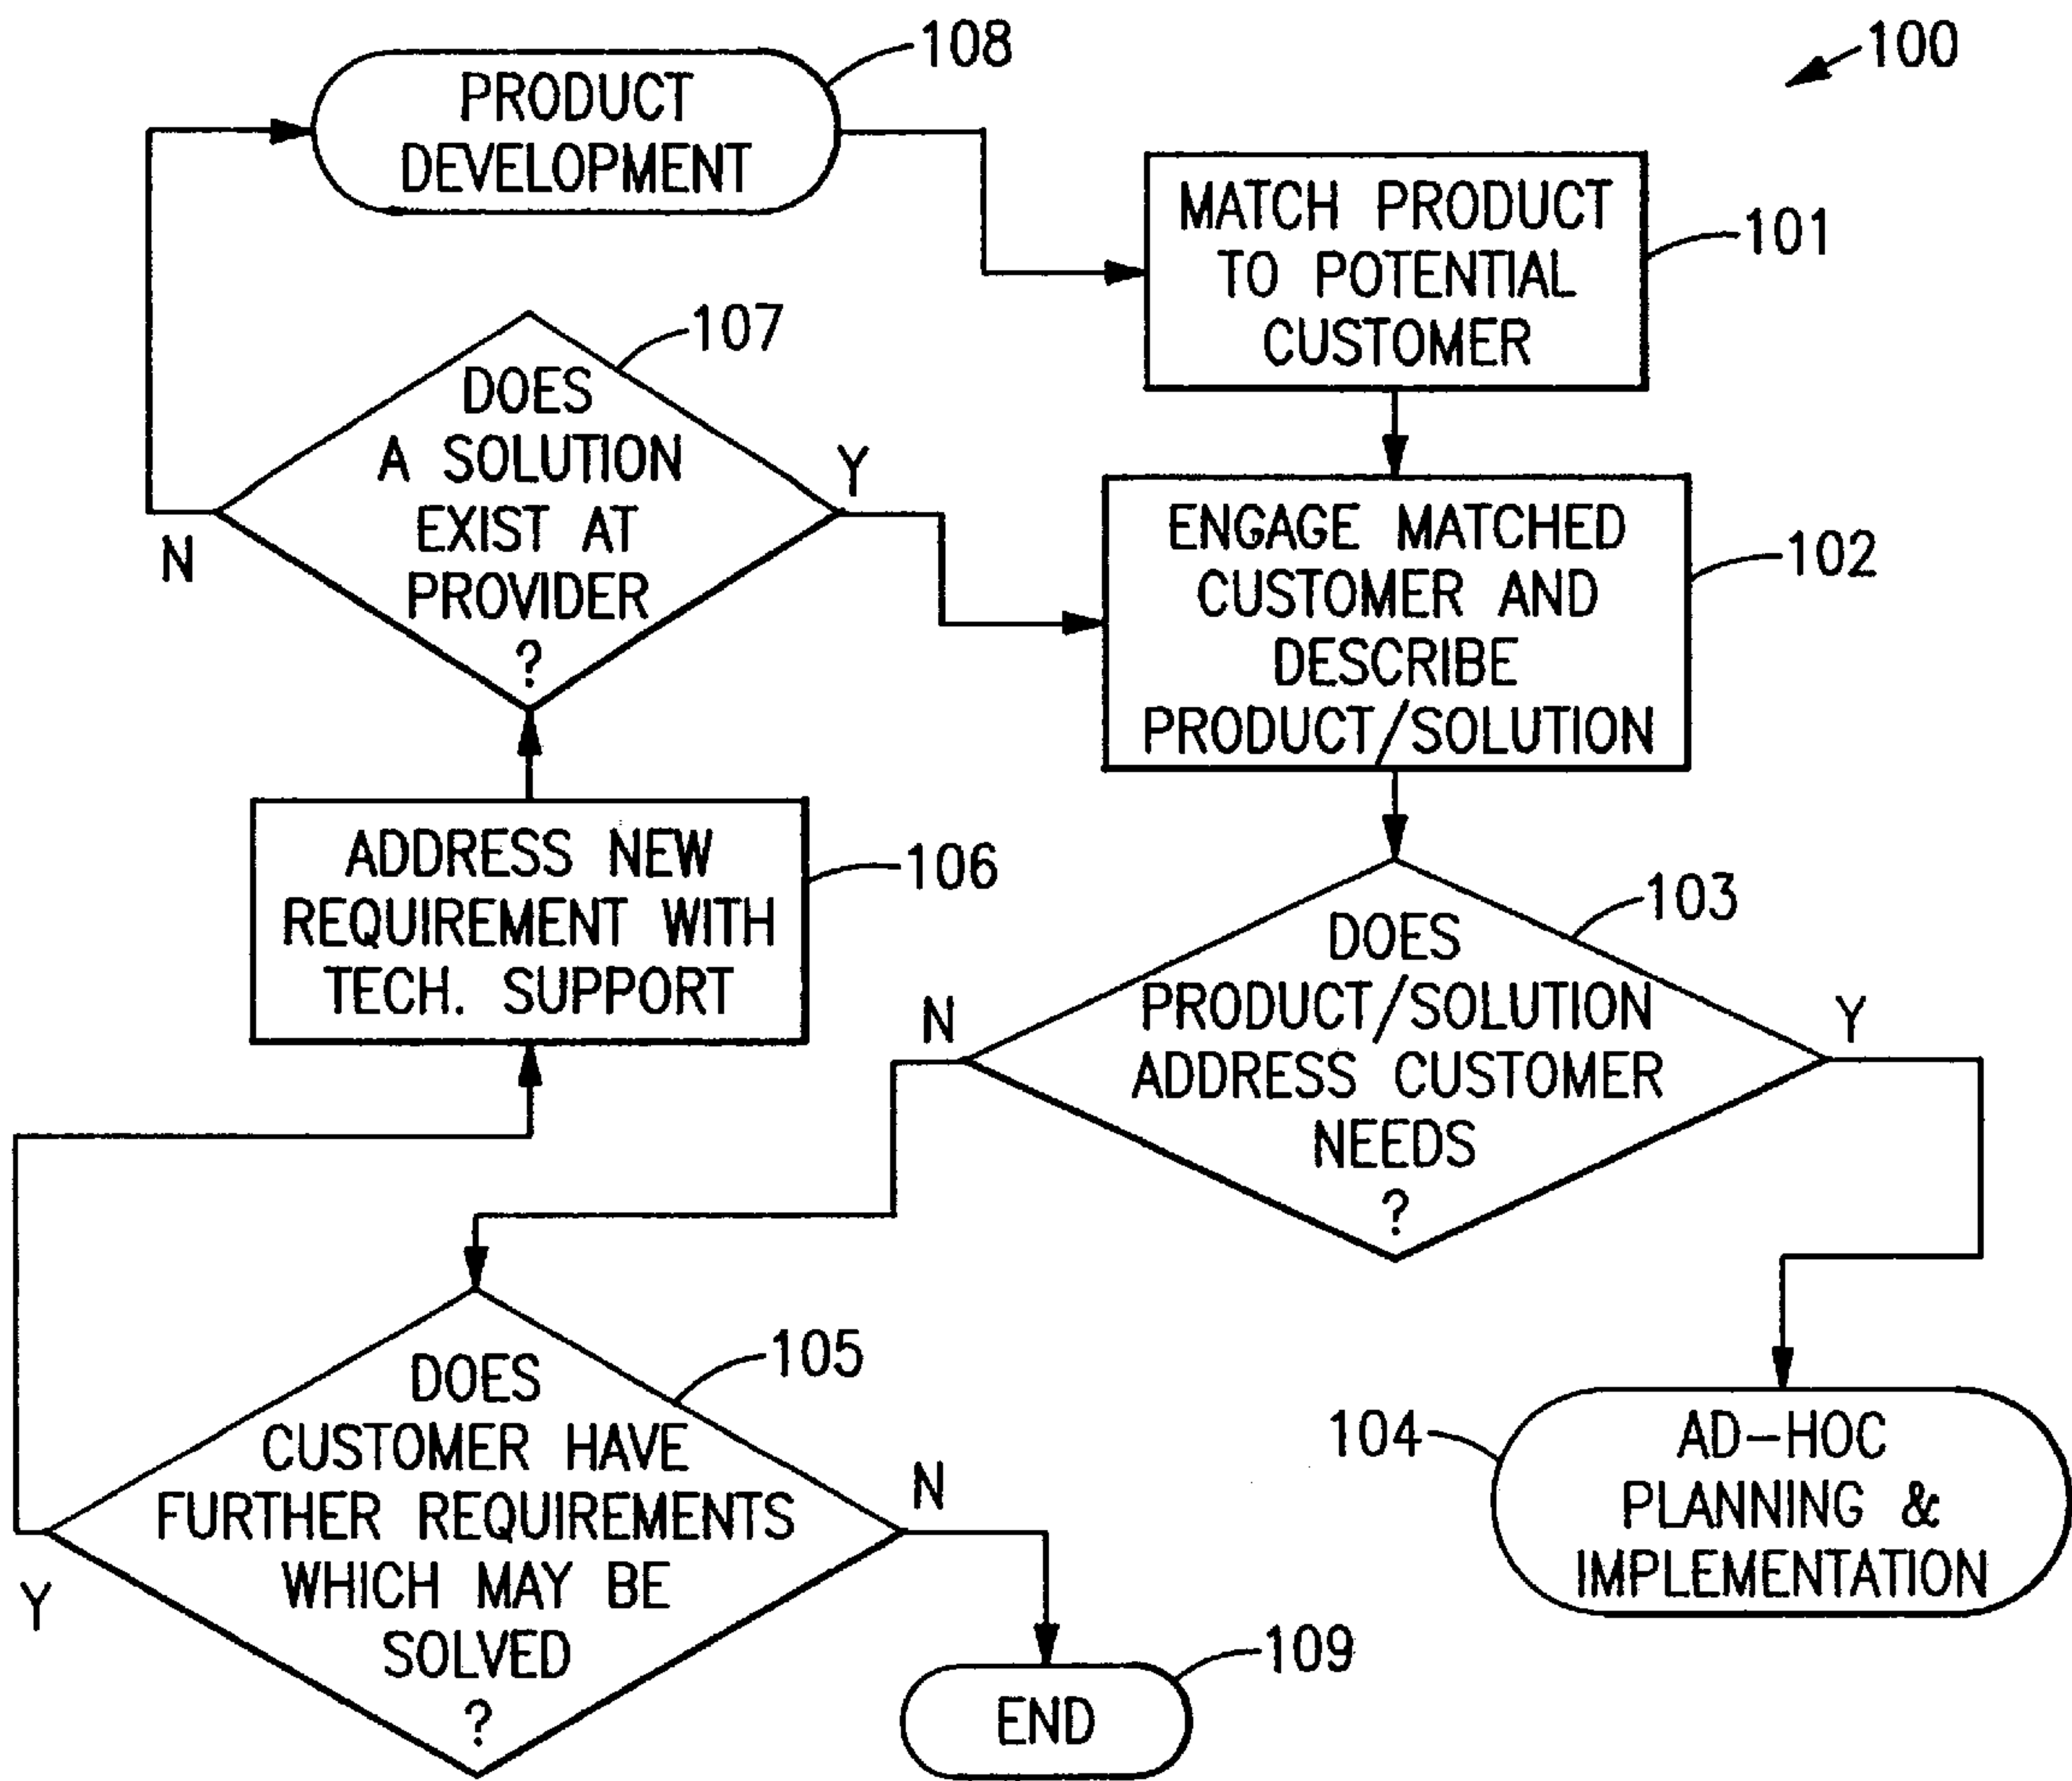 108
PRODUCT
DEVELOPMENT
100
MATCH PRODUCT
TO POTENTIAL
CUSTOMER
101
107
DOES
A SOLUTION
EXIST AT
PROVIDER
?
Y
N
ENGAGE MATCHED
CUSTOMER AND
DESCRIBE
PRODUCT/SOLUTION
102
ADDRESS NEW
REQUIREMENT WITH
TECH. SUPPORT
106
103
DOES
PRODUCT/SOLUTION
ADDRESS CUSTOMER
NEEDS
?
N
Y
105
DOES
CUSTOMER HAVE
FURTHER REQUIREMENTS
WHICH MAY BE
SOLVED
?
N
Y
104
AD-HOC
PLANNING &
IMPLEMENTATION
109
END